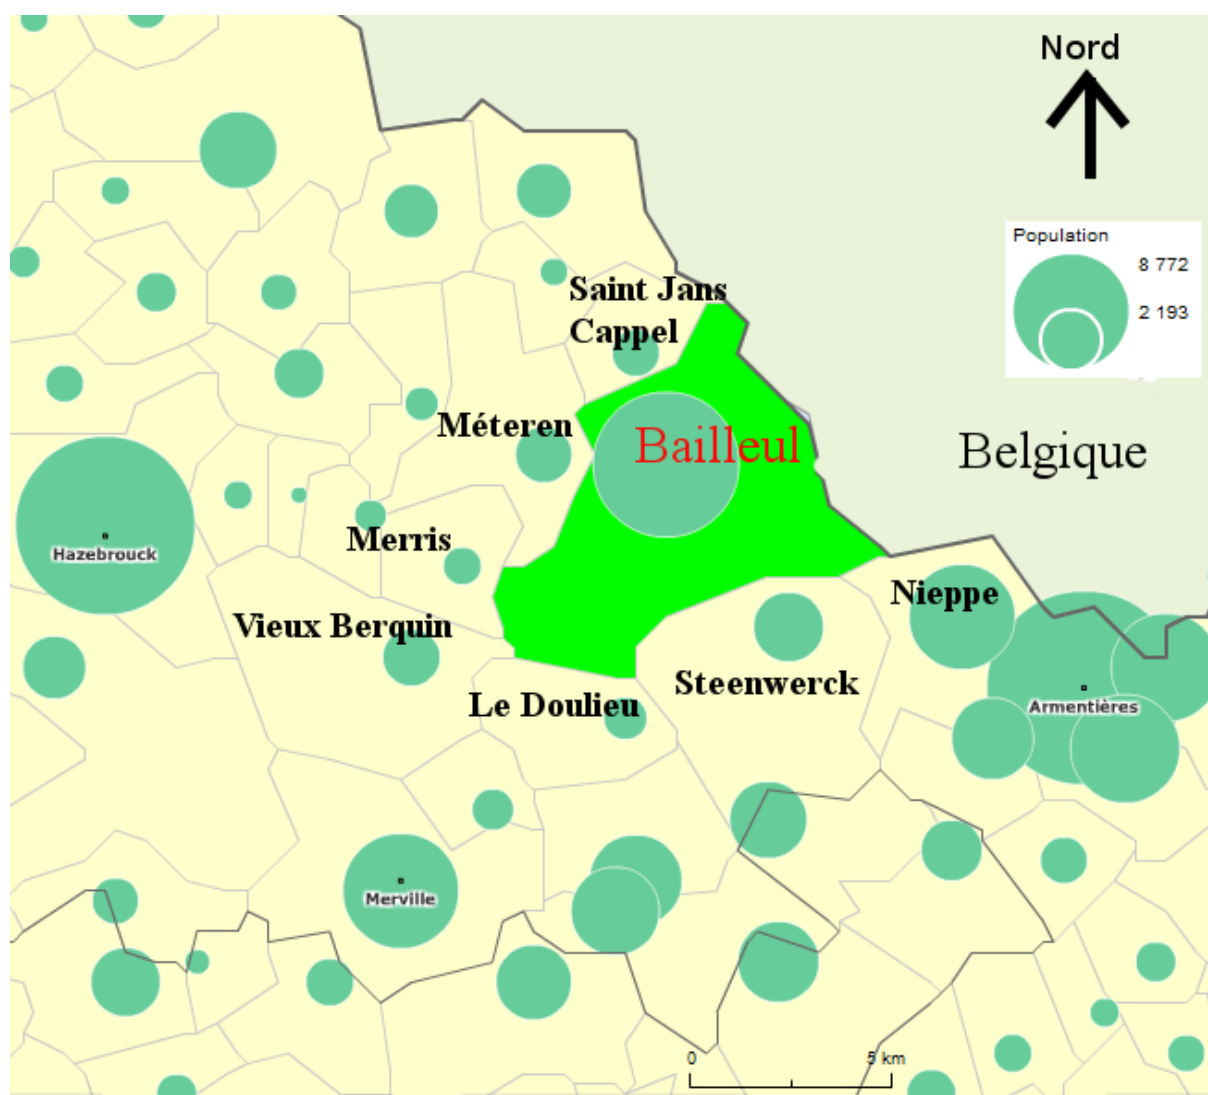 Nord
Population
8 772
2 193
Saint Jans
Cappel
Méteren
Bailleul
Belgique
Merris
Hazebrouck
Nieppe
Vieux Berquin
Steenwerck
Le Doulieu
Armentières
Merville
0
5 km